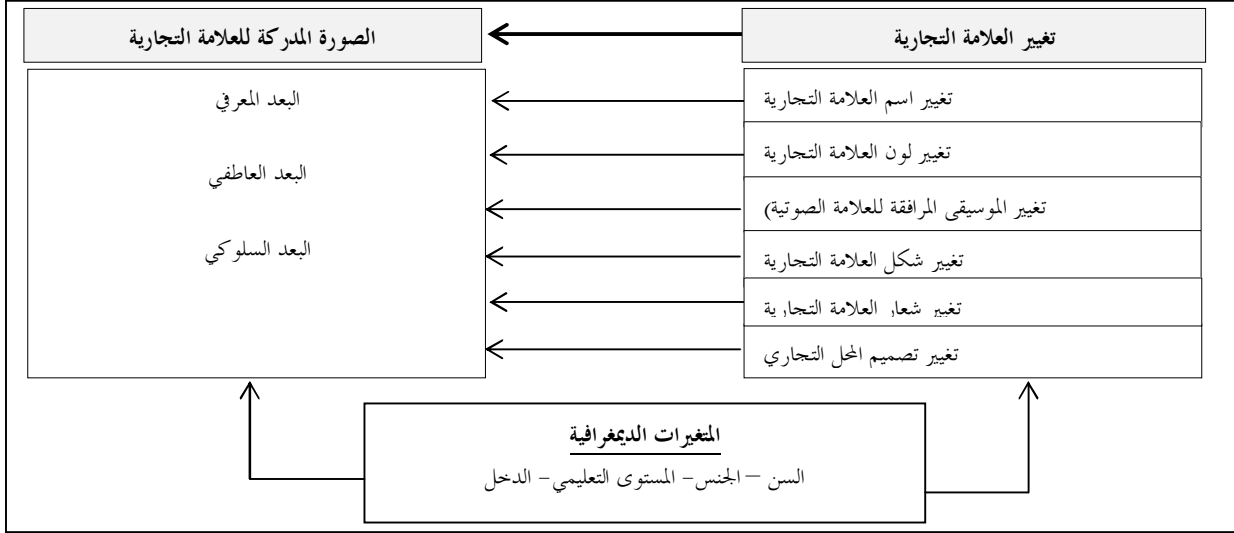 تغيير العلامة التجارية
الصورة المدركة للعلامة التجارية
تغيير اسم العلامة التجارية
تغيير لون العلامة التجارية
تغيير الموسيقى المرافقة للعلامة الصوتية)
تغيير شكل العلامة التجارية
تغيير شعار العلامة التجارية
تغيير تصميم المحل التجاري
البعد المعرفي
البعد العاطفي
البعد السلوكي
المتغيرات الديمغرافية
السن – الجنس- المستوى التعليمي- الدخل